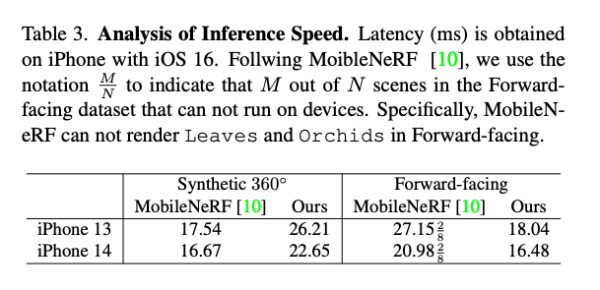 Table 3. Analysis of Inference Speed. Latency (ms) is obtained
on iPhone with iOS 16. Follwing MoibleNeRF [10], we use the
notation M/N to indicate that M out of N scenes in the Forward-
facing dataset that can not run on devices. Specifically, MobileN-
eRF can not render Leaves and Orchids in Forward-facing.
Synthetic 360° Forward-facing
MobileNeRF [10] Ours MobileNeRF [10] Ours
iPhone 13 17.54 26.21 27.15 2/8 18.04
iPhone 14 16.67 22.65 20.98 2/8 16.48